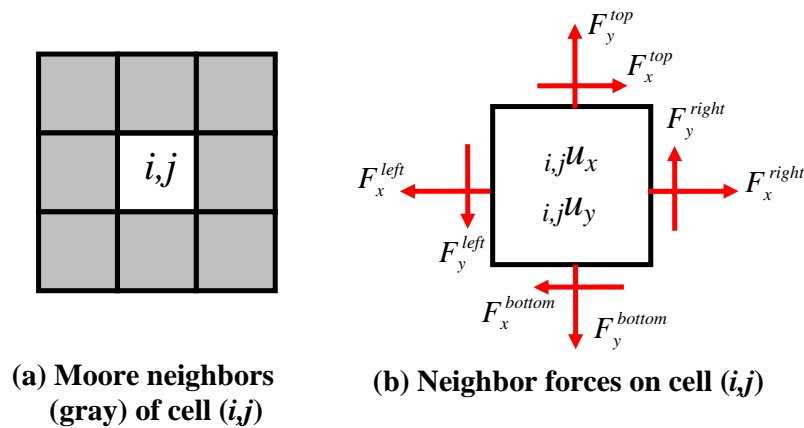 i,j
(a) Moore neighbors
(gray) of cell (i,j)
F_y^{top}
F_x^{top}
F_y^{right}
F_x^{left}
i,j u_x
F_x^{right}
i,j u_y
F_y^{left}
F_x^{bottom}
F_y^{bottom}
(b) Neighbor forces on cell (i,j)